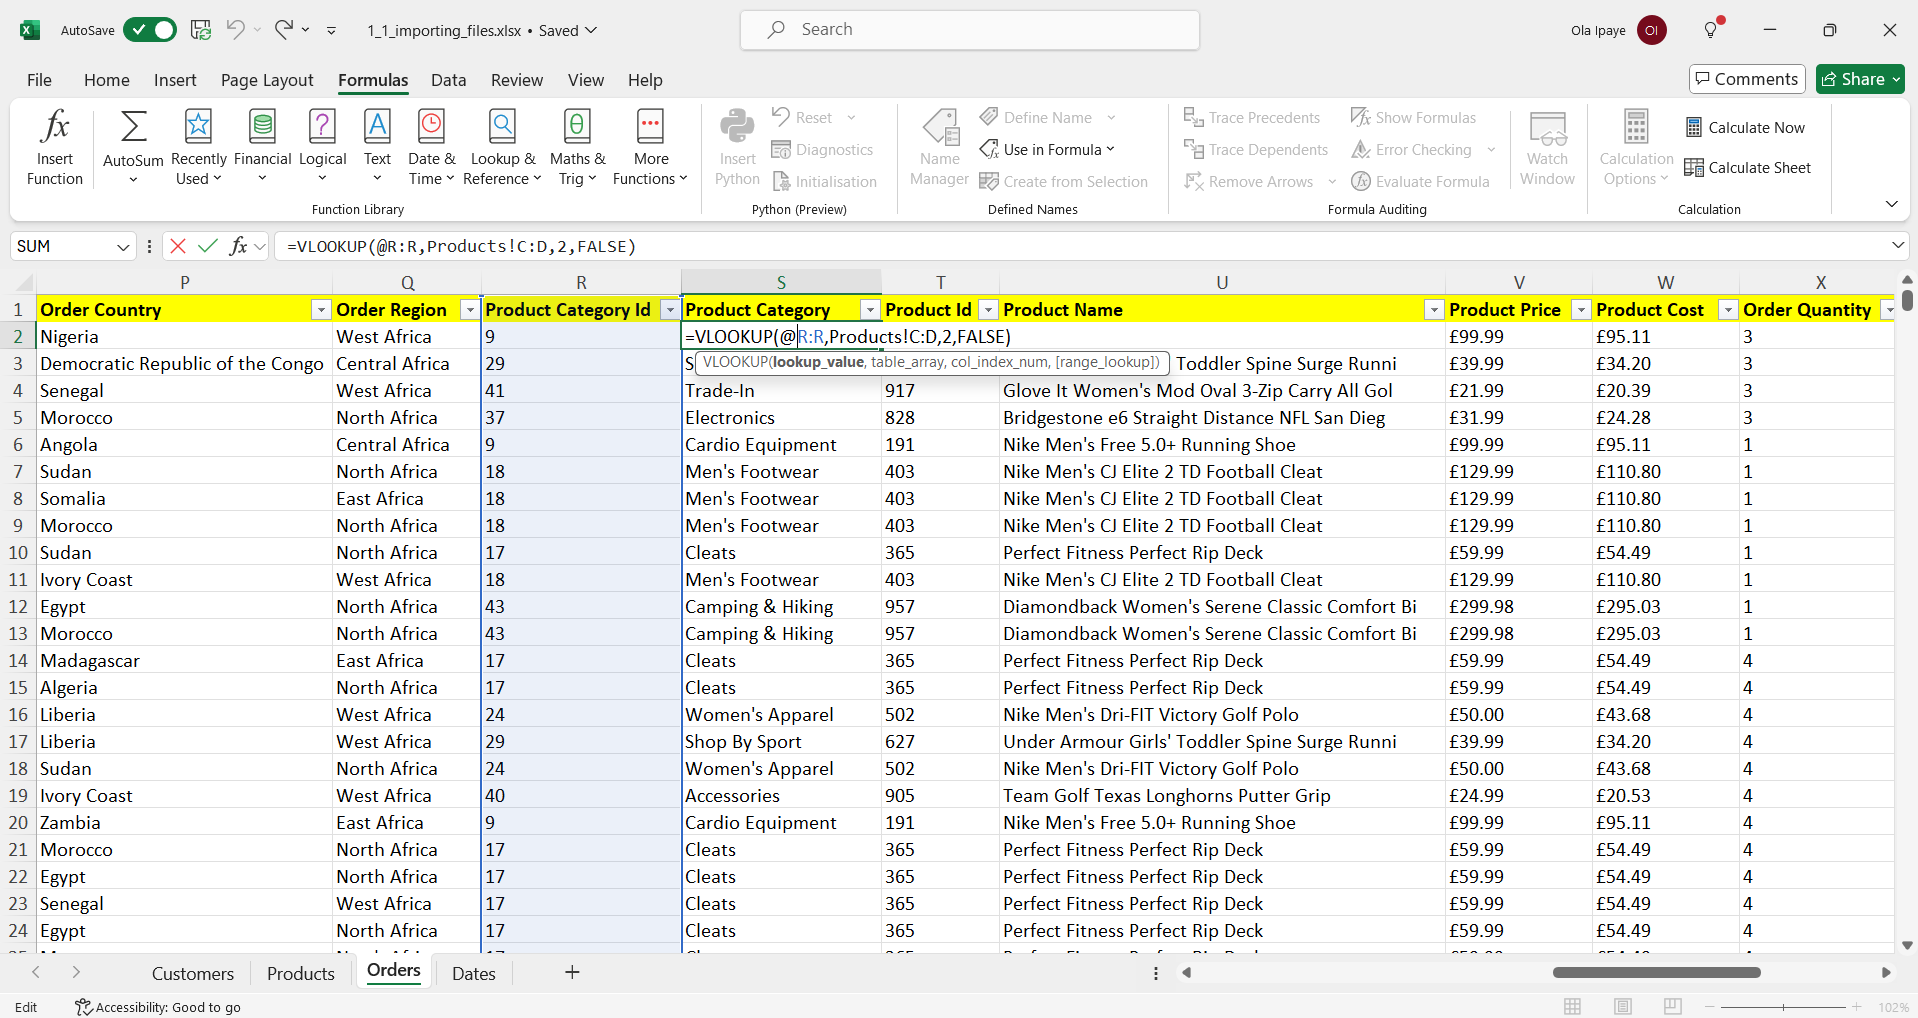 AutoSave
1_1_importing_files.xlsx • Saved
Search
Ola Ipaye
OI
File Home Insert Page Layout Formulas Data Review View Help
Comments
Share
Insert Function
AutoSum
Recently Used
Financial
Logical
Text
Date & Time
Lookup & Reference
Maths & Trig
More Functions
Function Library
Insert Python
Reset
Diagnostics
Initialisation
Python (Preview)
Name Manager
Define Name
Use in Formula
Create from Selection
Defined Names
Trace Precedents
Trace Dependents
Remove Arrows
Show Formulas
Error Checking
Evaluate Formula
Formula Auditing
Watch Window
Calculation Options
Calculate Now
Calculate Sheet
Calculation
SUM
fx
=VLOOKUP(@R:R,Products!C:D,2,FALSE)
P Q R S T U V W X
1 Order Country Order Region Product Category Id Product Category Product Id Product Name Product Price Product Cost Order Quantity
2 Nigeria West Africa 9 =VLOOKUP(@R:R,Products!C:D,2,FALSE) £99.99 £95.11 3
VLOOKUP(lookup_value, table_array, col_index_num, [range_lookup])
3 Democratic Republic of the Congo Central Africa 29 S Toddler Spine Surge Runni £39.99 £34.20 3
4 Senegal West Africa 41 Trade-In 917 Glove It Women's Mod Oval 3-Zip Carry All Gol £21.99 £20.39 3
5 Morocco North Africa 37 Electronics 828 Bridgestone e6 Straight Distance NFL San Dieg £31.99 £24.28 3
6 Angola Central Africa 9 Cardio Equipment 191 Nike Men's Free 5.0+ Running Shoe £99.99 £95.11 1
7 Sudan North Africa 18 Men's Footwear 403 Nike Men's CJ Elite 2 TD Football Cleat £129.99 £110.80 1
8 Somalia East Africa 18 Men's Footwear 403 Nike Men's CJ Elite 2 TD Football Cleat £129.99 £110.80 1
9 Morocco North Africa 18 Men's Footwear 403 Nike Men's CJ Elite 2 TD Football Cleat £129.99 £110.80 1
10 Sudan North Africa 17 Cleats 365 Perfect Fitness Perfect Rip Deck £59.99 £54.49 1
11 Ivory Coast West Africa 18 Men's Footwear 403 Nike Men's CJ Elite 2 TD Football Cleat £129.99 £110.80 1
12 Egypt North Africa 43 Camping & Hiking 957 Diamondback Women's Serene Classic Comfort Bi £299.98 £295.03 1
13 Morocco North Africa 43 Camping & Hiking 957 Diamondback Women's Serene Classic Comfort Bi £299.98 £295.03 1
14 Madagascar East Africa 17 Cleats 365 Perfect Fitness Perfect Rip Deck £59.99 £54.49 4
15 Algeria North Africa 17 Cleats 365 Perfect Fitness Perfect Rip Deck £59.99 £54.49 4
16 Liberia West Africa 24 Women's Apparel 502 Nike Men's Dri-FIT Victory Golf Polo £50.00 £43.68 4
17 Liberia West Africa 29 Shop By Sport 627 Under Armour Girls' Toddler Spine Surge Runni £39.99 £34.20 4
18 Sudan North Africa 24 Women's Apparel 502 Nike Men's Dri-FIT Victory Golf Polo £50.00 £43.68 4
19 Ivory Coast West Africa 40 Accessories 905 Team Golf Texas Longhorns Putter Grip £24.99 £20.53 4
20 Zambia East Africa 9 Cardio Equipment 191 Nike Men's Free 5.0+ Running Shoe £99.99 £95.11 4
21 Morocco North Africa 17 Cleats 365 Perfect Fitness Perfect Rip Deck £59.99 £54.49 4
22 Egypt North Africa 17 Cleats 365 Perfect Fitness Perfect Rip Deck £59.99 £54.49 4
23 Senegal West Africa 17 Cleats 365 Perfect Fitness Perfect Rip Deck £59.99 £54.49 4
24 Egypt North Africa 17 Cleats 365 Perfect Fitness Perfect Rip Deck £59.99 £54.49 4
Customers Products Orders Dates
Edit
Accessibility: Good to go
102%